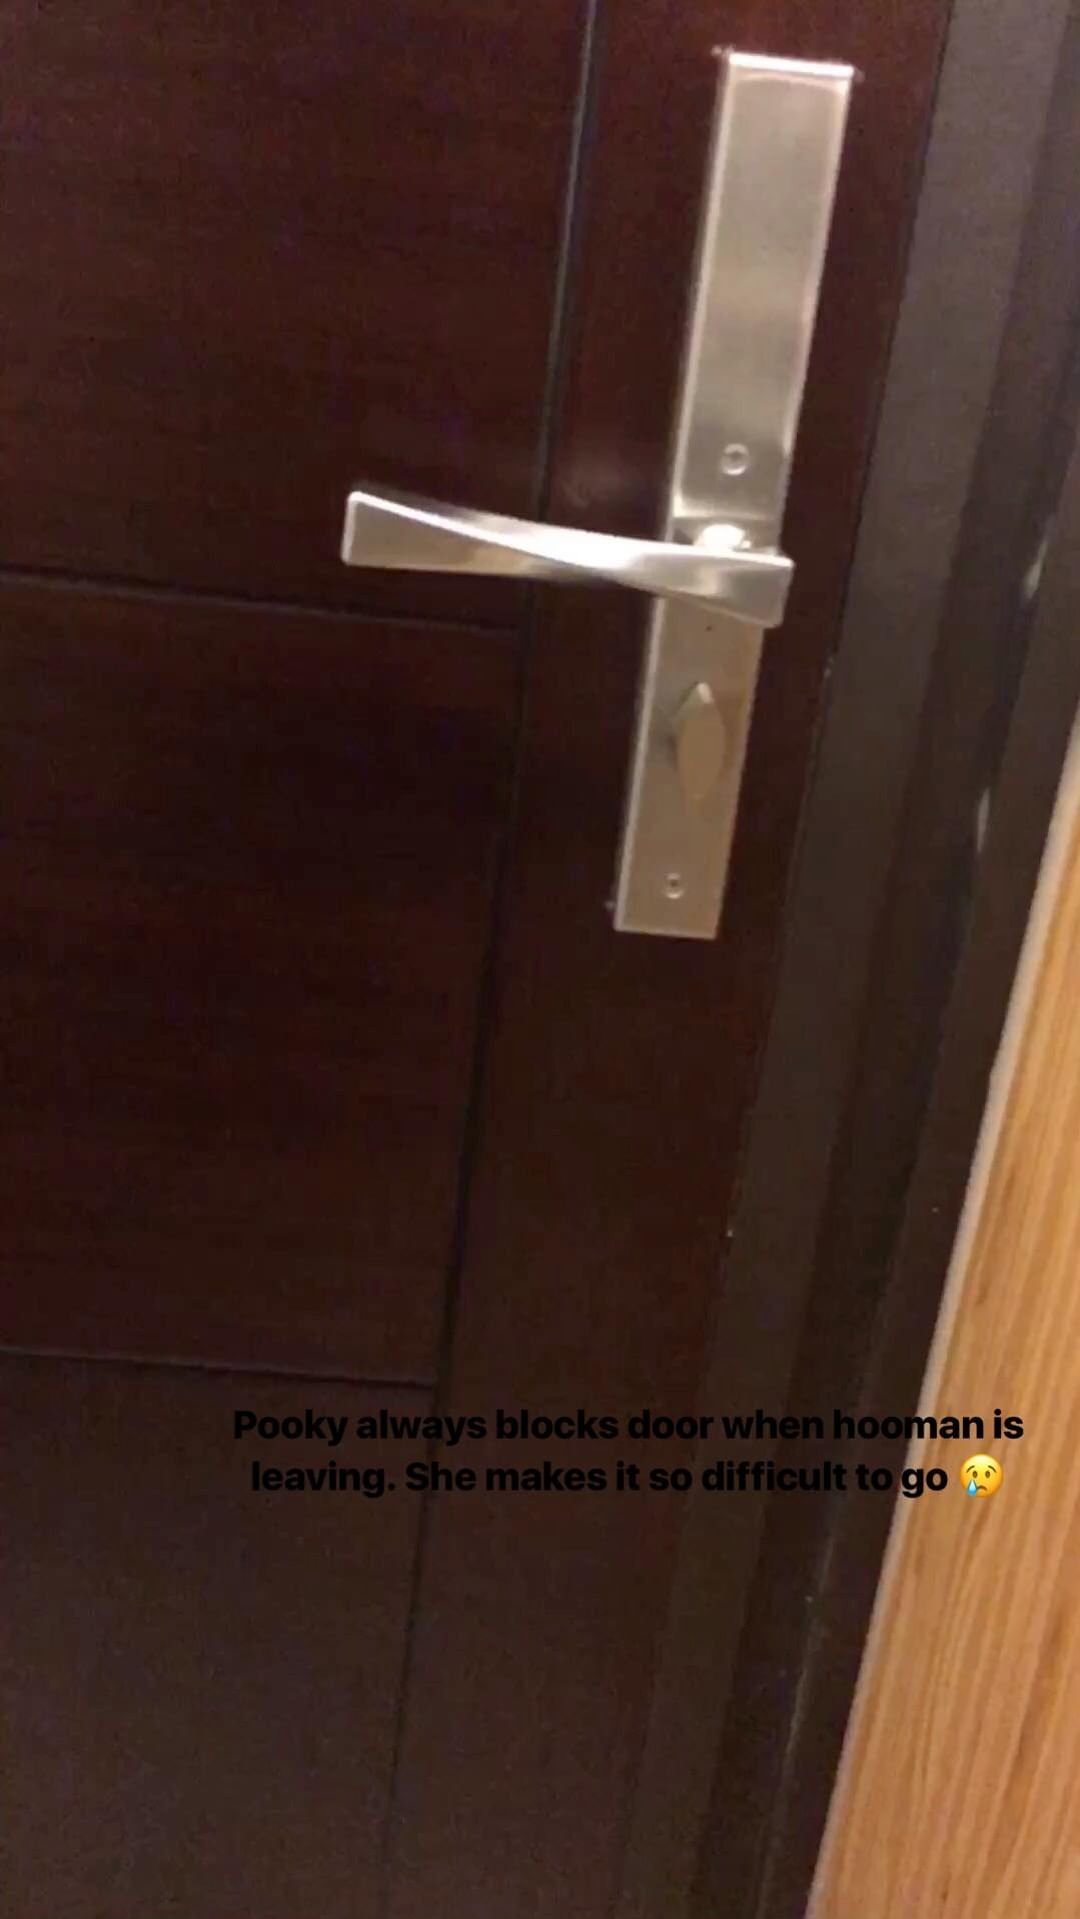 Pooky always blocks door when hooman is
leaving. She makes it so difficult to go 😢